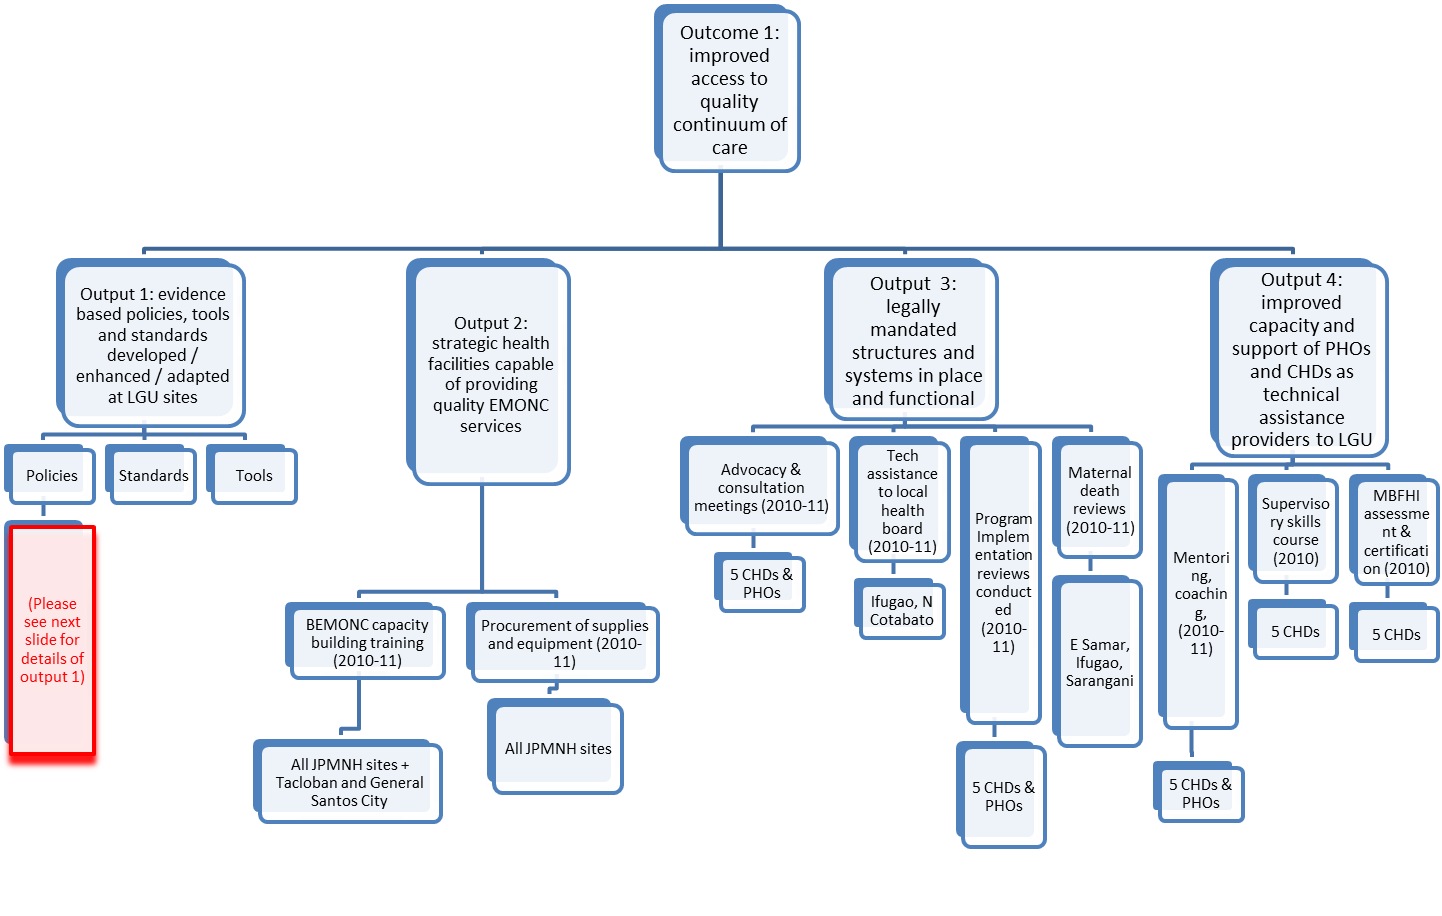 Outcome 1:
improved
access to
quality
continuum of
care
Output 1: evidence
based policies, tools
and standards
developed /
enhanced / adapted
at LGU sites
Policies
(Please
see next
slide for
details of
output 1)
Standards
Tools
Output 2:
strategic health
facilities capable
of providing
quality EMONC
services
BEMONC capacity
building training
(2010-11)
All JPMNH sites +
Tacloban and General
Santos City
Procurement of supplies
and equipment (2010-
11)
All JPMNH sites
Output 3:
legally
mandated
structures and
systems in place
and functional
Advocacy &
consultation
meetings (2010-11)
5 CHDs &
PHOs
Tech
assistance
to local
health
board
(2010-11)
Ifugao, N
Cotabato
Program
Implem
entation
reviews
conduct
ed
(2010-
11)
5 CHDs &
PHOs
Maternal
death
reviews
(2010-11)
E Samar,
Ifugao,
Sarangani
Output 4:
improved
capacity and
support of PHOs
and CHDs as
technical
assistance
providers to LGU
Mentori
ng,
coachin
g,
(2010-
11)
5 CHDs &
PHOs
Superviso
ry skills
course
(2010)
5 CHDs
MBFHI
assessme
nt &
certificati
on (2010)
5 CHDs